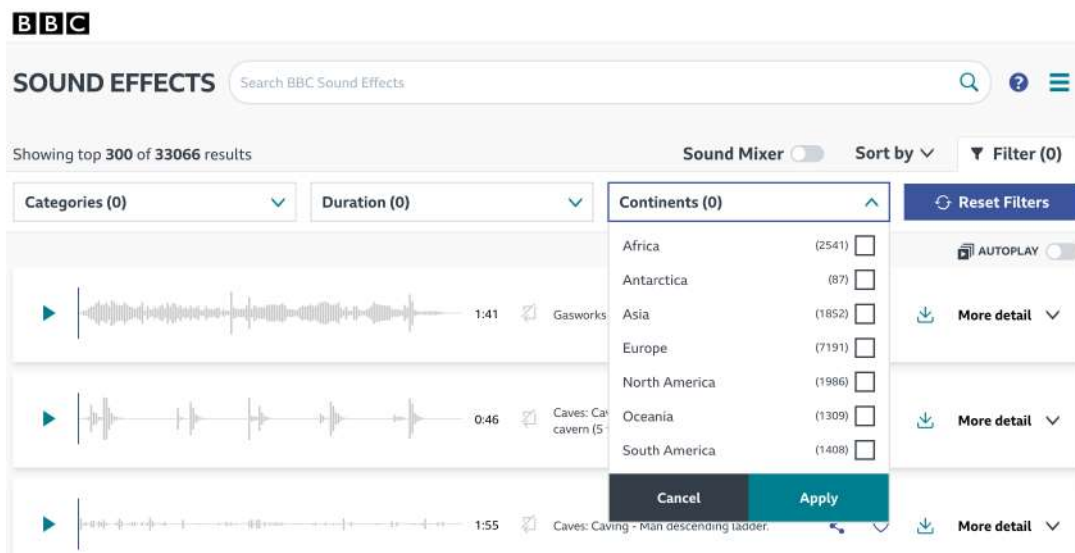 BBC
SOUND EFFECTS Search BBC Sound Effects
Showing top 300 of 33066 results Sound Mixer Sort by Filter (0)
Categories (0) Duration (0) Continents (0) Reset Filters
AUTOPLAY
Africa (2541)
Antarctica (87)
Asia (1852)
Europe (7191)
North America (1986)
Oceania (1309)
South America (1408)
Cancel Apply
1:41 Gasworks More detail
0:46 Caves: More detail
cavern (5
1:55 Caves: Caving - Man descending ladder. More detail